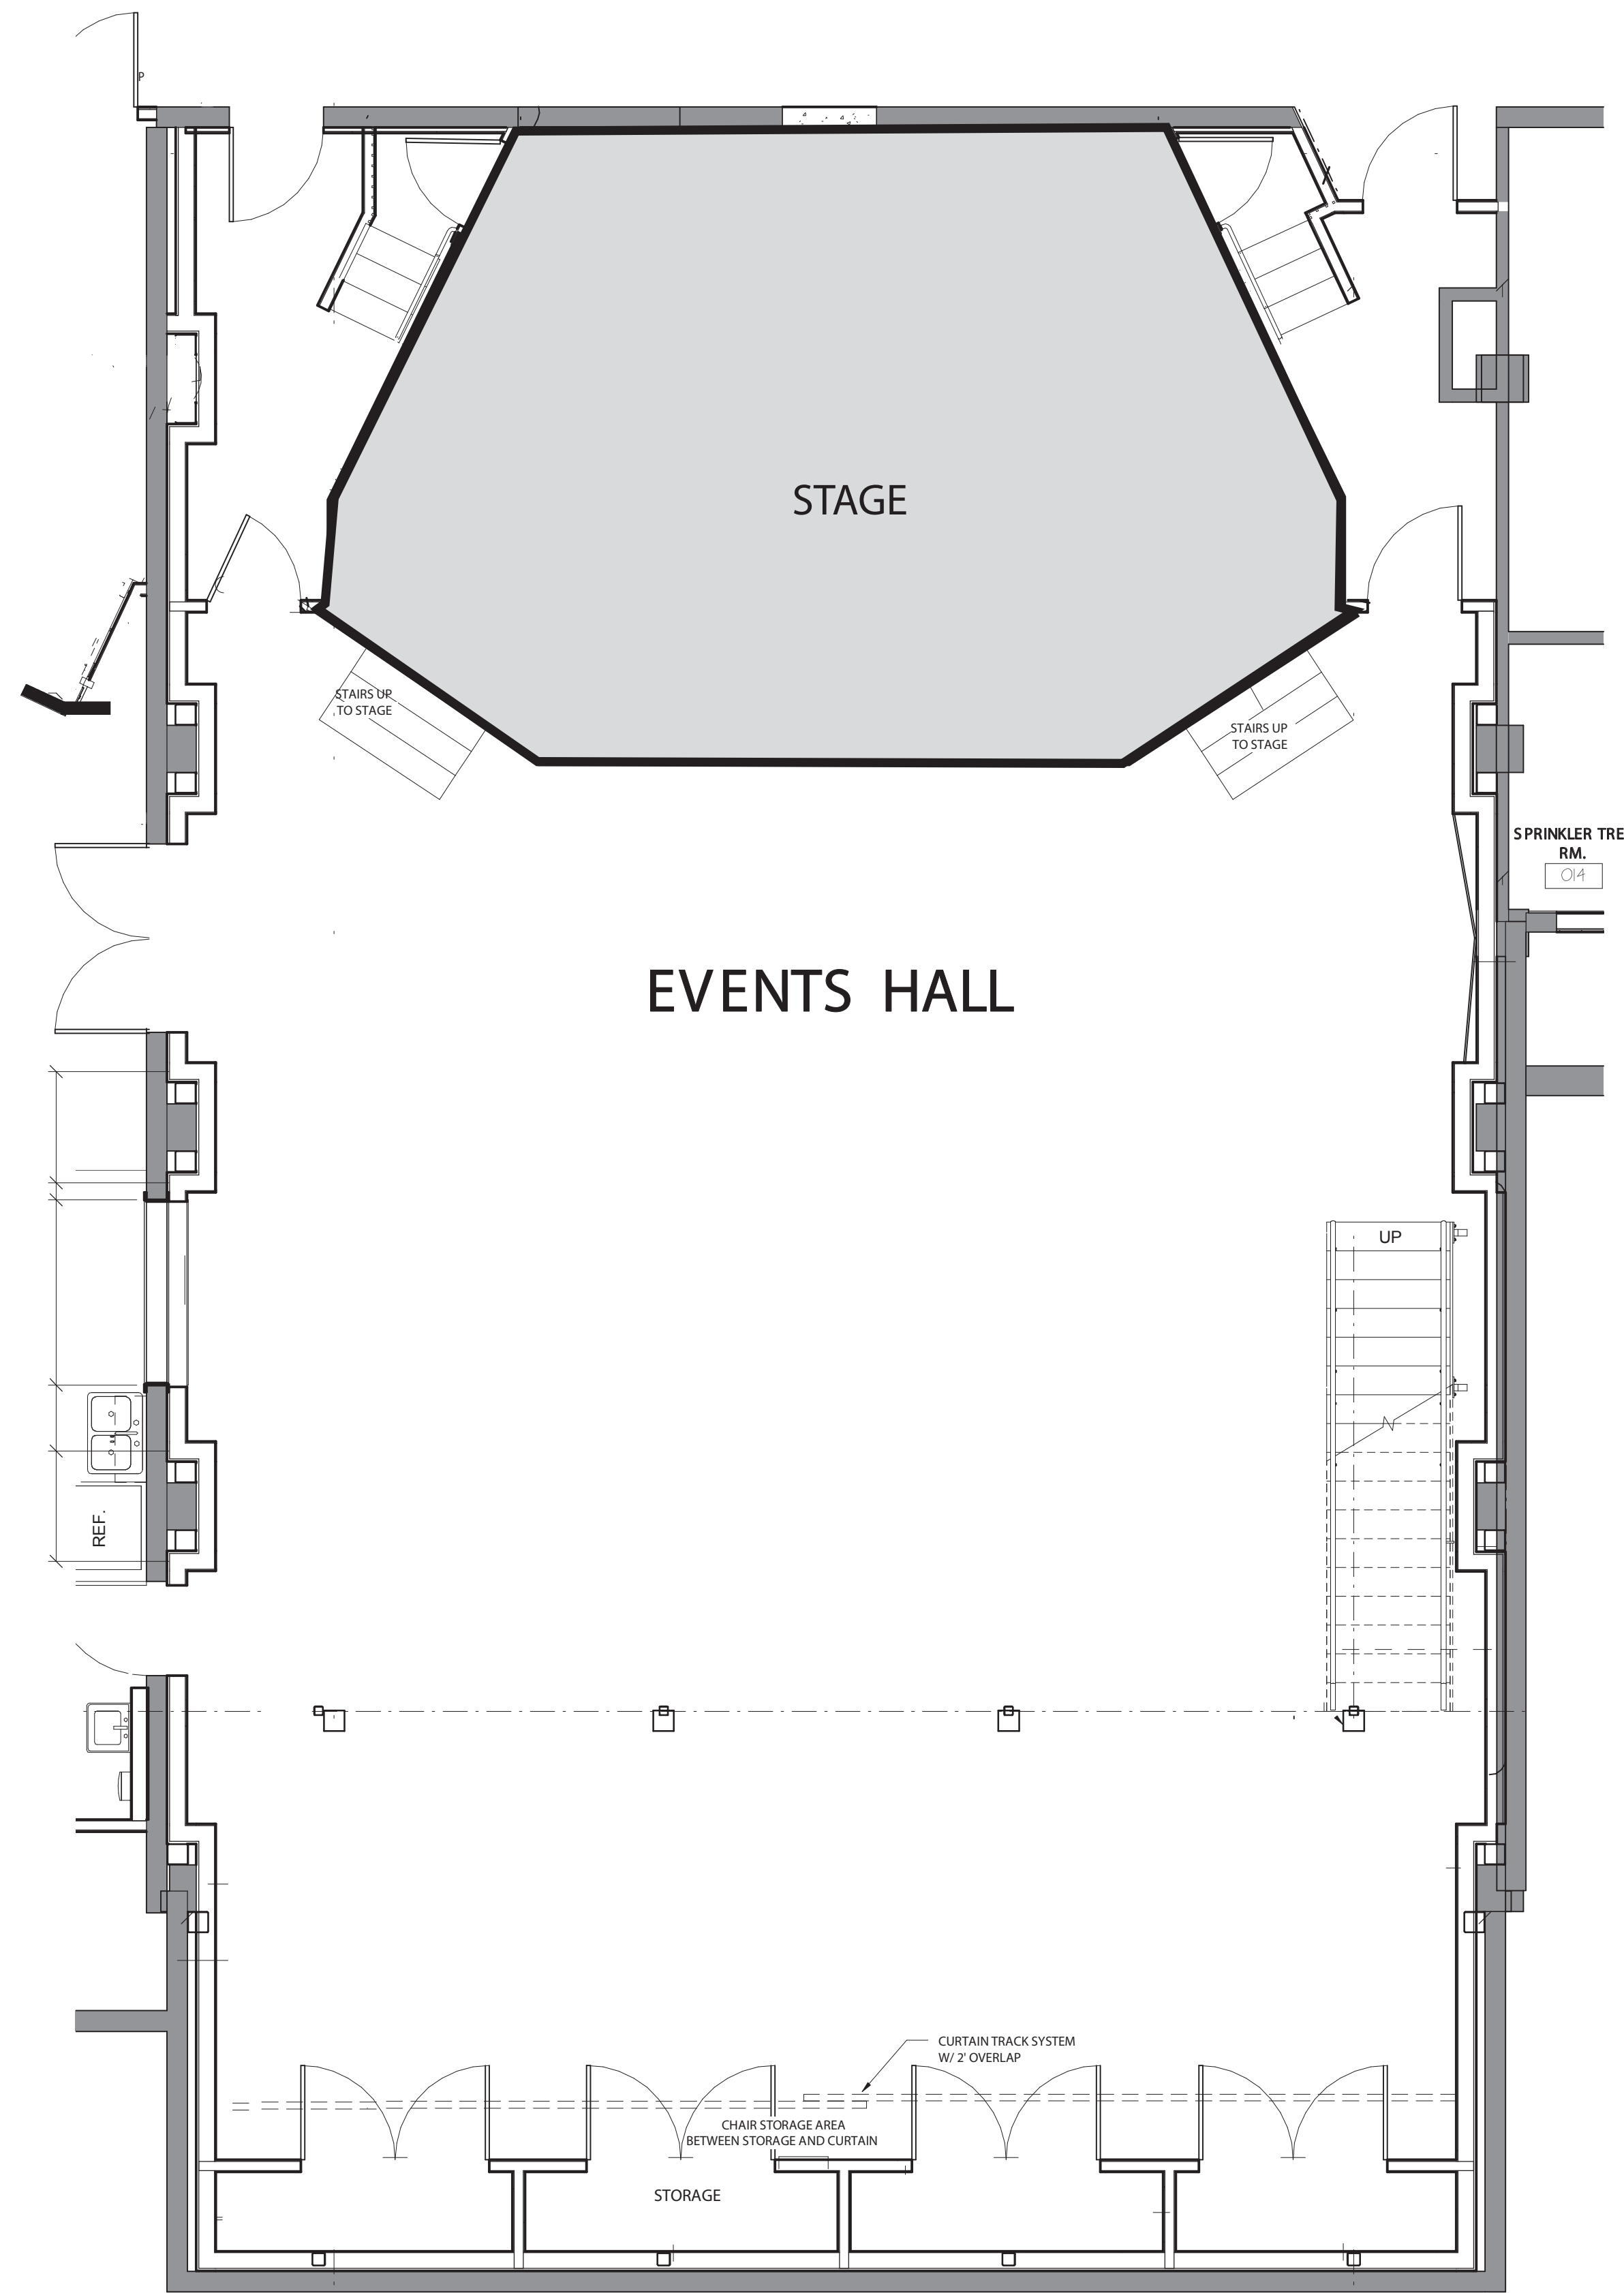 P
STAGE
STAIRS UP
TO STAGE
STAIRS UP
TO STAGE
SPRINKLER TRE
RM.
014
EVENTS HALL
UP
REF.
CURTAIN TRACK SYSTEM
W/ 2' OVERLAP
CHAIR STORAGE AREA
BETWEEN STORAGE AND CURTAIN
STORAGE